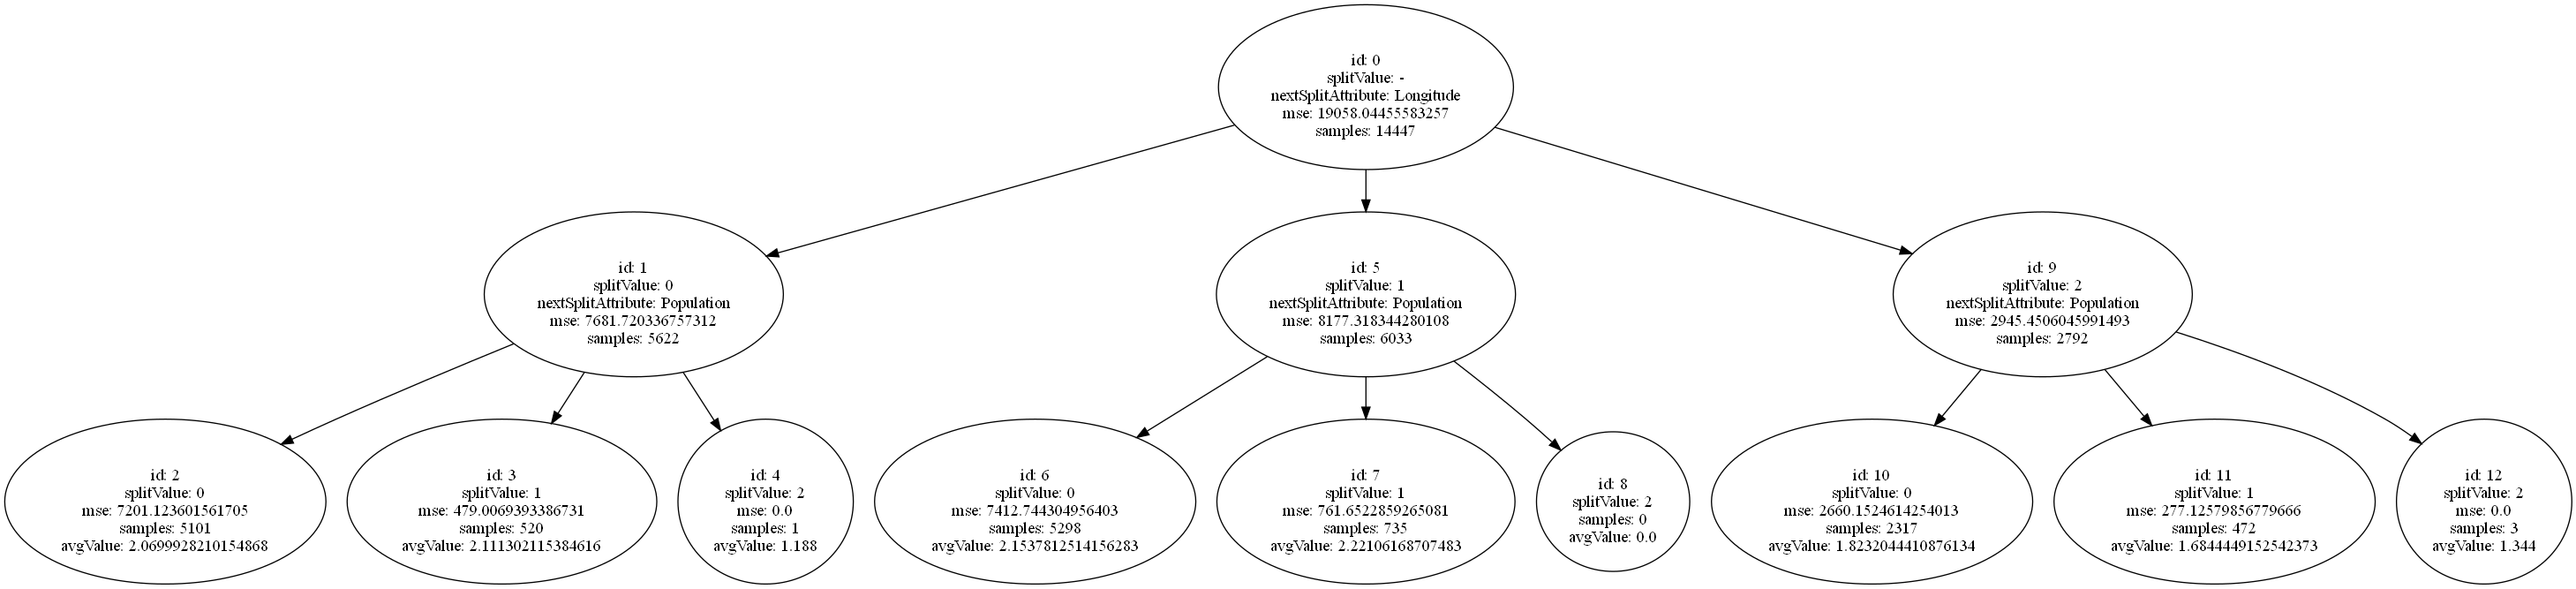 id: 0
splitValue: -
nextSplitAttribute: Longitude
mse: 19058.04455583257
samples: 14447
id: 1
splitValue: 0
nextSplitAttribute: Population
mse: 7681.720336757312
samples: 5622
id: 5
splitValue: 1
nextSplitAttribute: Population
mse: 8177.318344280108
samples: 6033
id: 9
splitValue: 2
nextSplitAttribute: Population
mse: 2945.4506045991493
samples: 2792
id: 2
splitValue: 0
mse: 7201.123601561705
samples: 5101
avgValue: 2.0699928210154868
id: 3
splitValue: 1
mse: 479.0069393386731
samples: 520
avgValue: 2.111302115384616
id: 4
splitValue: 2
mse: 0.0
samples: 1
avgValue: 1.188
id: 6
splitValue: 0
mse: 7412.744304956403
samples: 5298
avgValue: 2.1537812514156283
id: 7
splitValue: 1
mse: 761.6522859265081
samples: 735
avgValue: 2.22106168707483
id: 8
splitValue: 2
samples: 0
avgValue: 0.0
id: 10
splitValue: 0
mse: 2660.1524614254013
samples: 2317
avgValue: 1.8232044410876134
id: 11
splitValue: 1
mse: 277.12579856779666
samples: 472
avgValue: 1.6844449152542373
id: 12
splitValue: 2
mse: 0.0
samples: 3
avgValue: 1.344